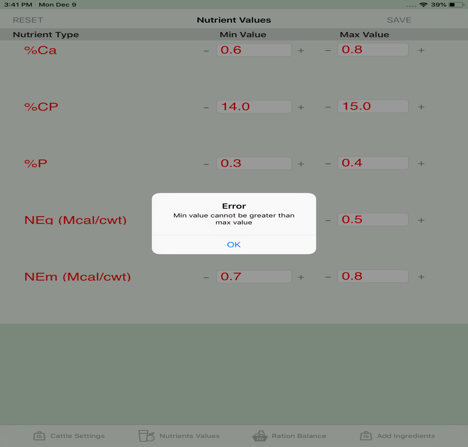 3:41 PM Mon Dec 9 39%
RESET Nutrient Values SAVE
Nutrient Type Min Value Max Value
%Ca - 0.6 + - 0.8 +
%CP - 14.0 + - 15.0 +
%P - 0.3 + - 0.4 +
Error
Min value cannot be greater than
max value
OK
NEg (Mcal/cwt) - 0.5 +
NEm (Mcal/cwt) - 0.7 + - 0.8 +
Cattle Settings Nutrients Values Ration Balance Add Ingredients